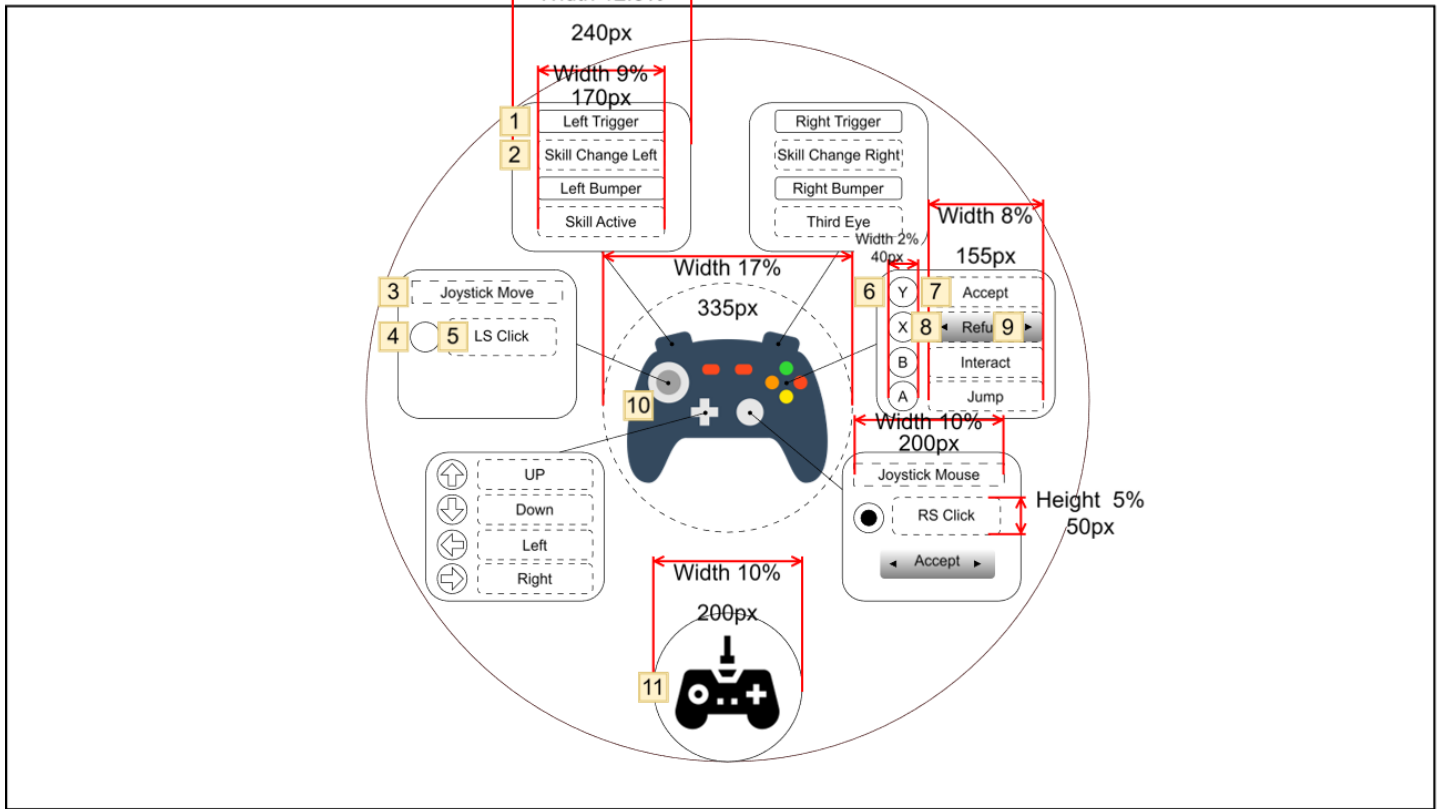 240px
Width 9%
170px
1
Left Trigger
2
Skill Change Left
Left Bumper
Skill Active
Right Trigger
Skill Change Right
Right Bumper
Third Eye
Width 8%
155px
Width 2%
40px
Width 17%
335px
3
Joystick Move
4
5
LS Click
6
Y
7
Accept
X
8
◄
9
►
B
Interact
A
Jump
10
Width 10%
200px
Joystick Mouse
RS Click
Height 5%
50px
◄ Accept ►
UP
Down
Left
Right
Width 10%
200px
11